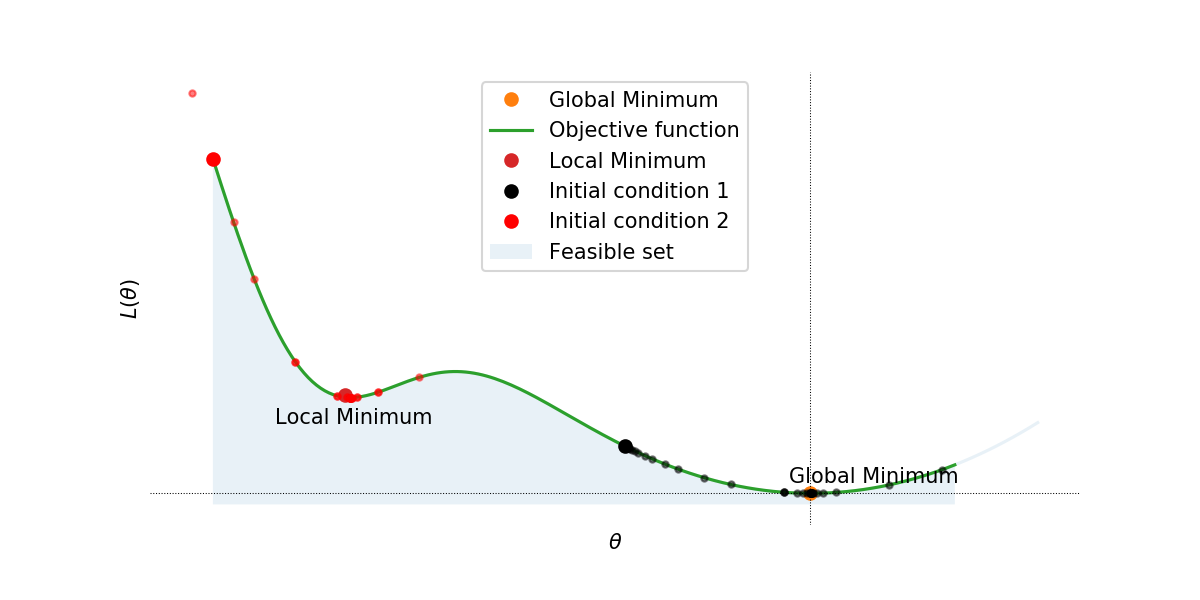 Global Minimum
Objective function
Local Minimum
Initial condition 1
Initial condition 2
Feasible set
L(θ)
Local Minimum
Global Minimum
θ